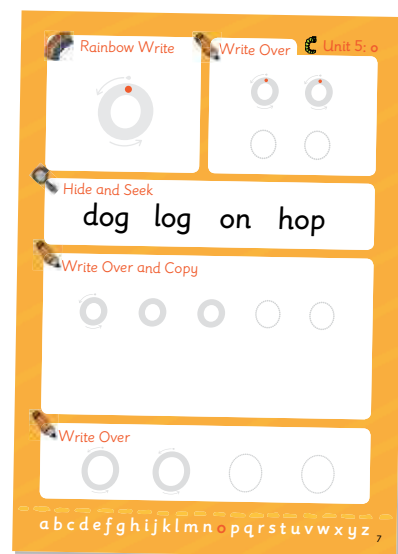 Rainbow Write
Write Over
Unit 5: o
o
o o
o o
Hide and Seek
dog log on hop
Write Over and Copy
o o o o o
Write Over
o o o o
a b c d e f g h i j k l m n o p q r s t u v w x y z
7